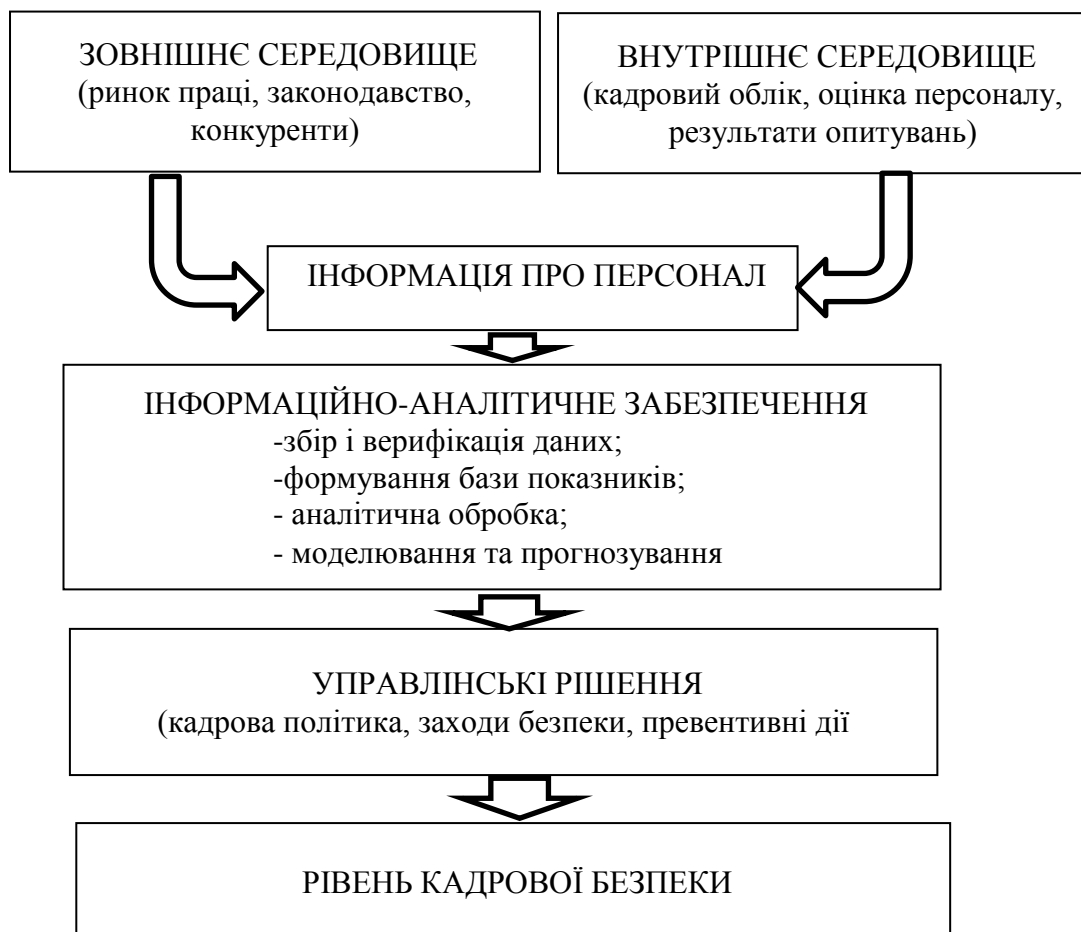 ЗОВНІШНЄ СЕРЕДОВИЩЕ
(ринок праці, законодавство,
конкуренти)
ВНУТРІШНЄ СЕРЕДОВИЩЕ
(кадровий облік, оцінка персоналу,
результати опитувань)
ІНФОРМАЦІЯ ПРО ПЕРСОНАЛ
ІНФОРМАЦІЙНО-АНАЛІТИЧНЕ ЗАБЕЗПЕЧЕННЯ
-збір і верифікація даних;
-формування бази показників;
- аналітична обробка;
- моделювання та прогнозування
УПРАВЛІНСЬКІ РІШЕННЯ
(кадрова політика, заходи безпеки, превентивні дії
РІВЕНЬ КАДРОВОЇ БЕЗПЕКИ